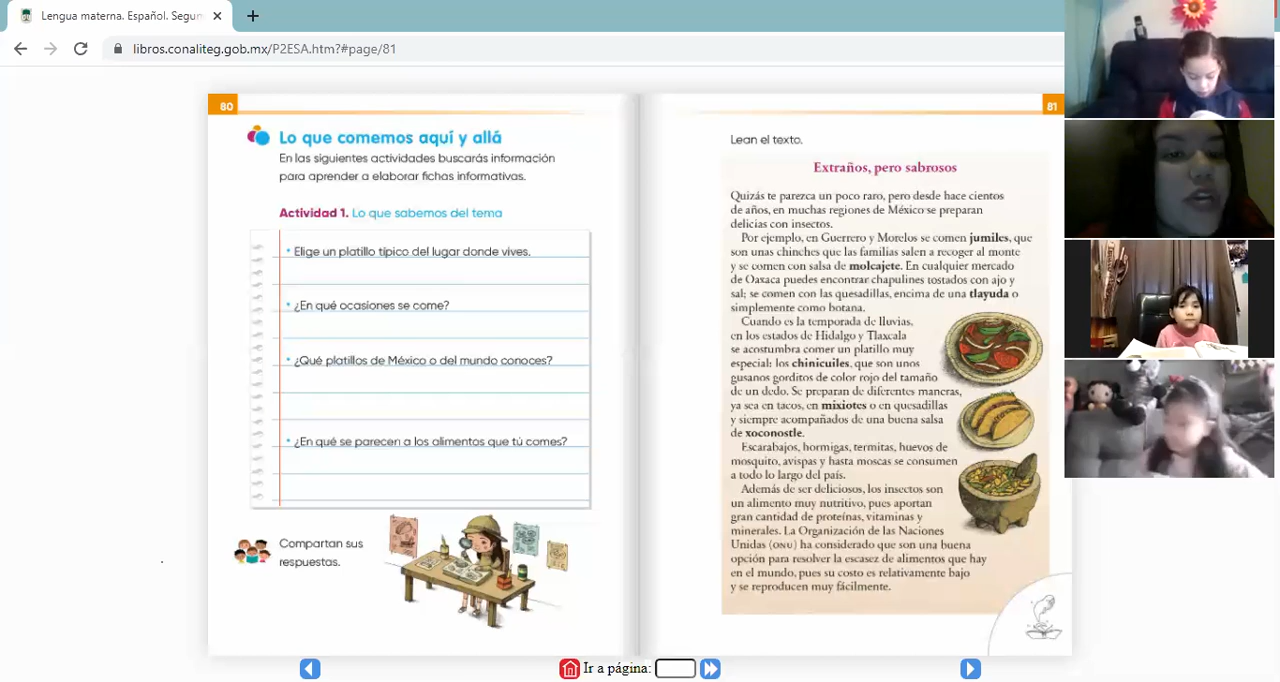 Lengua materna. Español. Segun
libros.conaliteg.gob.mx/P2ESA.htm?#page/81
80
Lo que comemos aquí y allá
En las siguientes actividades buscarás información
para aprender a elaborar fichas informativas.
Actividad 1. Lo que sabemos del tema
• Elige un platillo típico del lugar donde vives.
• ¿En qué ocasiones se come?
• ¿Qué platillos de México o del mundo conoces?
• ¿En qué se parecen a los alimentos que tú comes?
Compartan sus
respuestas.
81
Lean el texto.
Extraños, pero sabrosos
Quizás te parezca un poco raro, pero desde hace cientos
de años, en muchas regiones de México se preparan
delicias con insectos.
Por ejemplo, en Guerrero y Morelos se comen jumiles, que
son unas chinches que las familias salen a recoger al monte
y se comen con salsa de molcajete. En cualquier mercado
de Oaxaca puedes encontrar chapulines tostados con ajo y
sal; se comen con las quesadillas, encima de una tlayuda o
simplemente como botana.
Cuando es la temporada de lluvias,
en los estados de Hidalgo y Tlaxcala
se acostumbra comer un platillo muy
especial: los chinicuiles, que son unos
gusanos gorditos de color rojo del tamaño
de un dedo. Se preparan de diferentes maneras,
ya sea en tacos, en mixiotes o en quesadillas
y siempre acompañados de una buena salsa
de xoconostle.
Escarabajos, hormigas, termitas, huevos de
mosquito, avispas y hasta moscas se consumen
a todo lo largo del país.
Además de ser deliciosos, los insectos son
un alimento muy nutritivo, pues aportan
gran cantidad de proteínas, vitaminas y
minerales. La Organización de las Naciones
Unidas (ONU) ha considerado que son una buena
opción para resolver la escasez de alimentos que hay
en el mundo, pues su costo es relativamente bajo
y se reproducen muy fácilmente.
Ir a página: